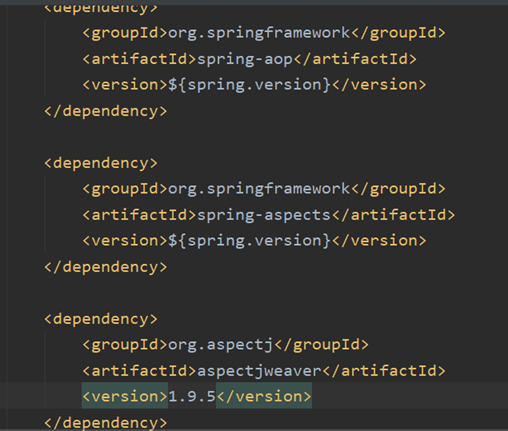 <dependency>
<groupId>org.springframework</groupId>
<artifactId>spring-aop</artifactId>
<version>${spring.version}</version>
</dependency>
<dependency>
<groupId>org.springframework</groupId>
<artifactId>spring-aspects</artifactId>
<version>${spring.version}</version>
</dependency>
<dependency>
<groupId>org.aspectj</groupId>
<artifactId>aspectjweaver</artifactId>
<version>1.9.5</version>
</dependency>